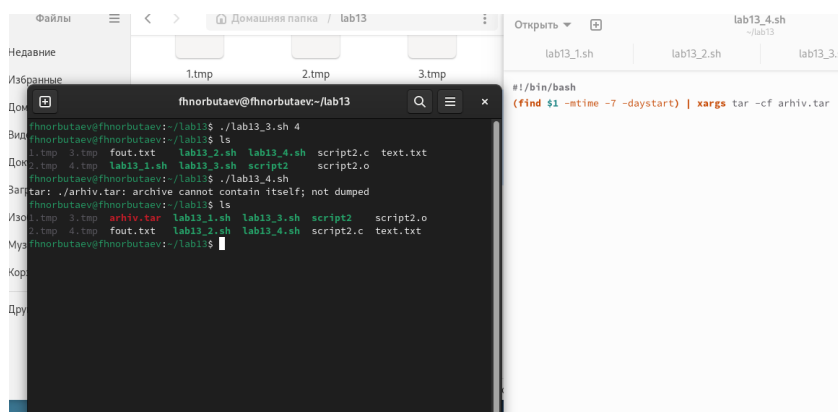 Файлы
Домашняя папка / lab13
Открыть
lab13_4.sh
~/lab13
Недавние
Избранные
1.tmp 2.tmp 3.tmp
lab13_1.sh lab13_2.sh lab13_3.
fhnorbutaev@fhnorbutaev:~/lab13
fhnorbutaev@fhnorbutaev:~/lab13$ ./lab13_3.sh 4
fhnorbutaev@fhnorbutaev:~/lab13$ ls
1.tmp 3.tmp fout.txt lab13_2.sh lab13_4.sh script2.c text.txt
2.tmp 4.tmp lab13_1.sh lab13_3.sh script2 script2.o
fhnorbutaev@fhnorbutaev:~/lab13$ ./lab13_4.sh
tar: ./arhiv.tar: archive cannot contain itself; not dumped
fhnorbutaev@fhnorbutaev:~/lab13$ ls
1.tmp 3.tmp arhiv.tar lab13_1.sh lab13_3.sh script2 script2.o
2.tmp 4.tmp fout.txt lab13_2.sh lab13_4.sh script2.c text.txt
fhnorbutaev@fhnorbutaev:~/lab13$
#!/bin/bash
(find $1 -mtime -7 -daystart) | xargs tar -cf arhiv.tar